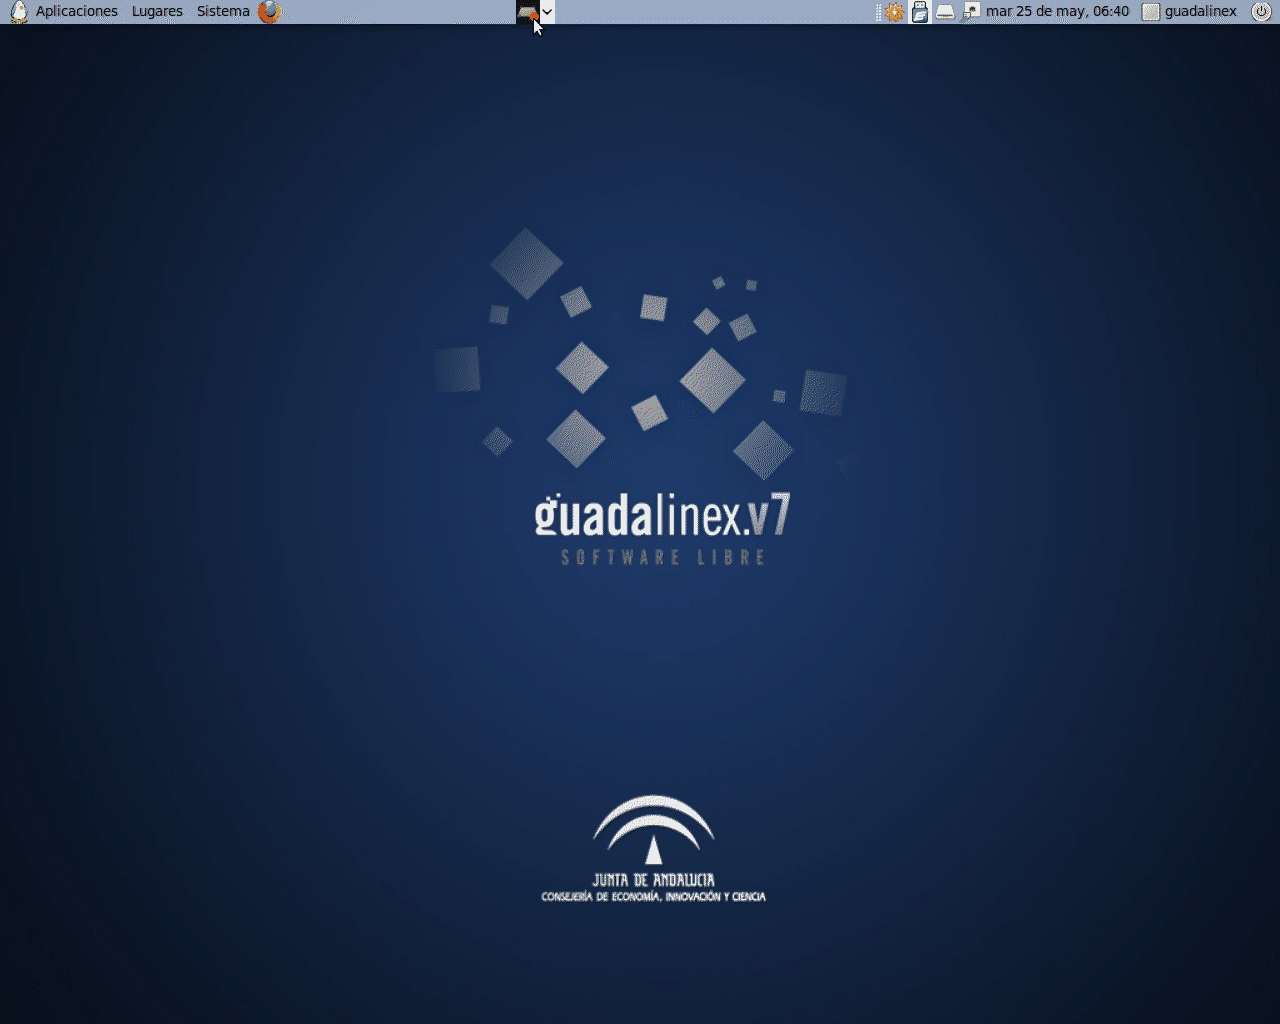 Aplicaciones Lugares Sistema mar 25 de may, 06:40 guadalinex
guadalinex.v7
SOFTWARE LIBRE
JUNTA DE ANDALUCIA
CONSEJERÍA DE ECONOMÍA, INNOVACIÓN Y CIENCIA